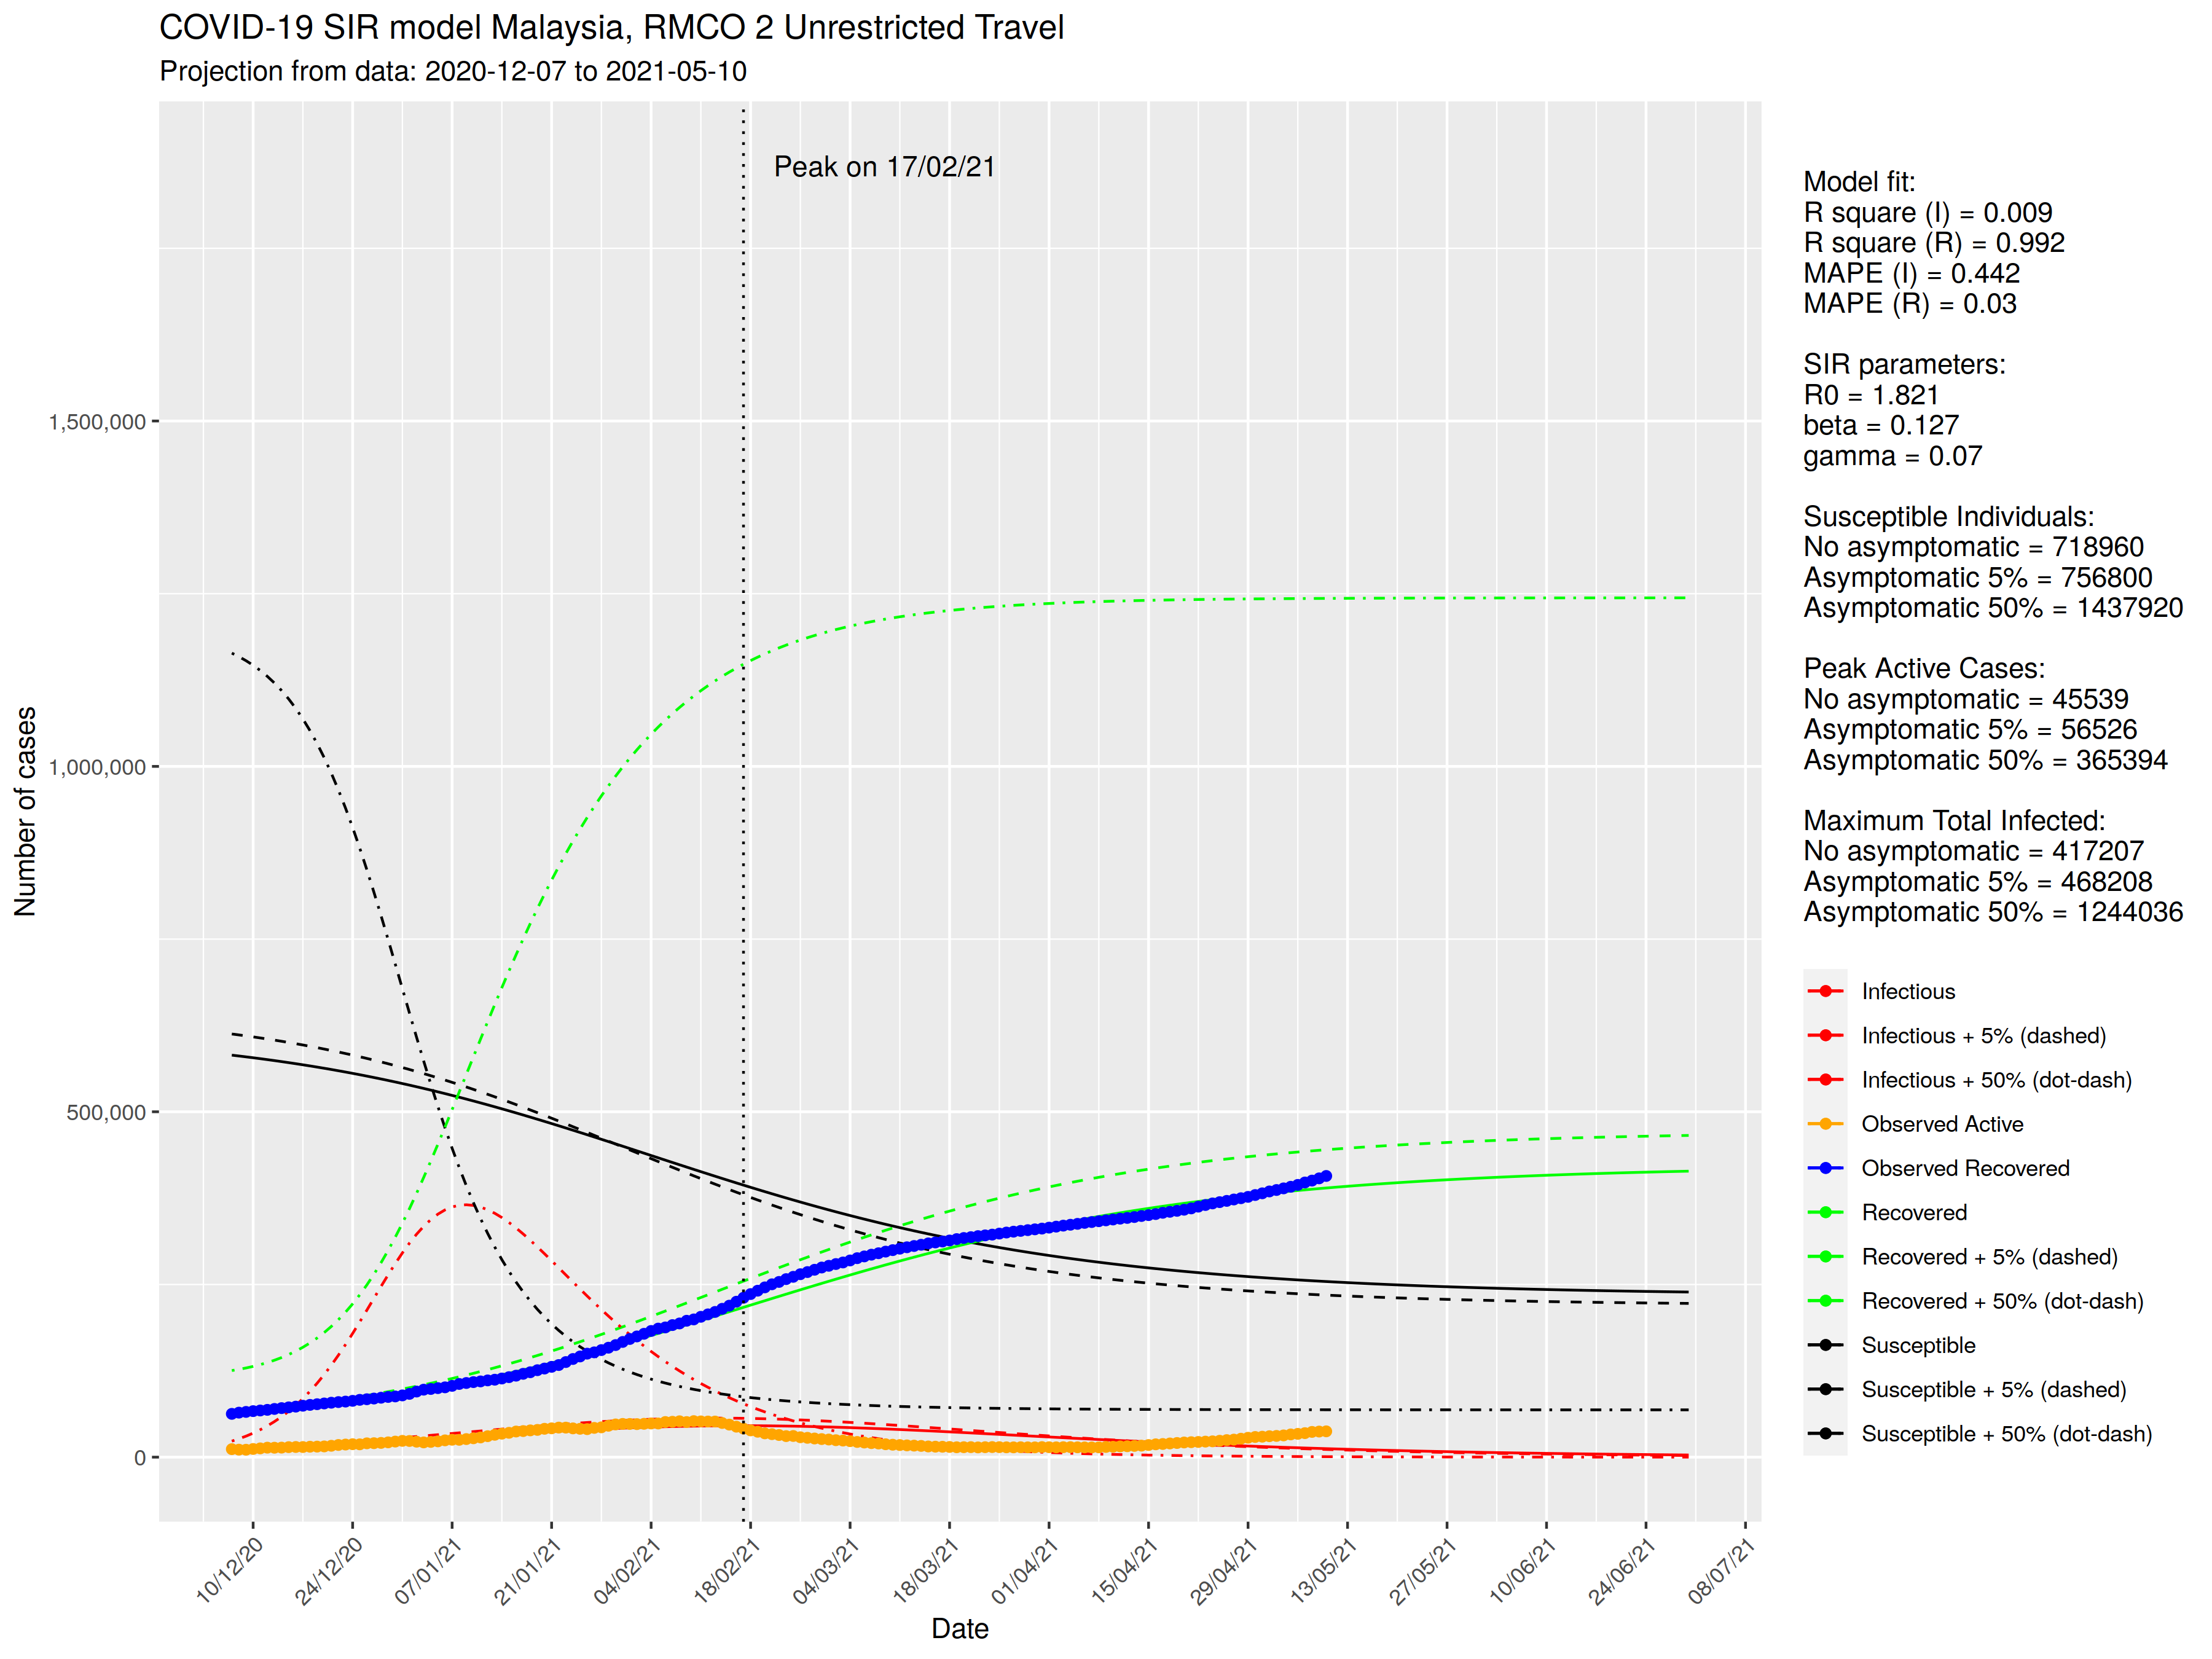 COVID-19 SIR model Malaysia, RMCO 2 Unrestricted Travel
Projection from data: 2020-12-07 to 2021-05-10
Peak on 17/02/21
Number of cases
1,500,000
1,000,000
500,000
0
10/12/20
24/12/20
07/01/21
21/01/21
04/02/21
18/02/21
04/03/21
18/03/21
01/04/21
15/04/21
29/04/21
13/05/21
27/05/21
10/06/21
24/06/21
08/07/21
Date
Model fit:
R square (I) = 0.009
R square (R) = 0.992
MAPE (I) = 0.442
MAPE (R) = 0.03
SIR parameters:
R0 = 1.821
beta = 0.127
gamma = 0.07
Susceptible Individuals:
No asymptomatic = 718960
Asymptomatic 5% = 756800
Asymptomatic 50% = 1437920
Peak Active Cases:
No asymptomatic = 45539
Asymptomatic 5% = 56526
Asymptomatic 50% = 365394
Maximum Total Infected:
No asymptomatic = 417207
Asymptomatic 5% = 468208
Asymptomatic 50% = 1244036
Infectious
Infectious + 5% (dashed)
Infectious + 50% (dot-dash)
Observed Active
Observed Recovered
Recovered
Recovered + 5% (dashed)
Recovered + 50% (dot-dash)
Susceptible
Susceptible + 5% (dashed)
Susceptible + 50% (dot-dash)